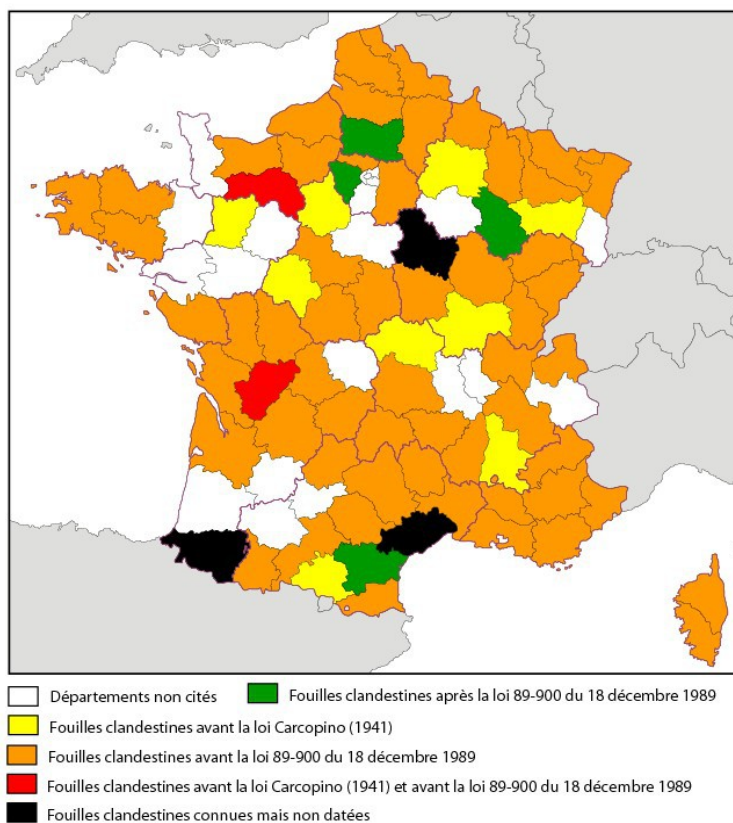 Départements non cités
Fouilles clandestines après la loi 89-900 du 18 décembre 1989
Fouilles clandestines avant la loi Carcopino (1941)
Fouilles clandestines avant la loi 89-900 du 18 décembre 1989
Fouilles clandestines avant la loi Carcopino (1941) et avant la loi 89-900 du 18 décembre 1989
Fouilles clandestines connues mais non datées